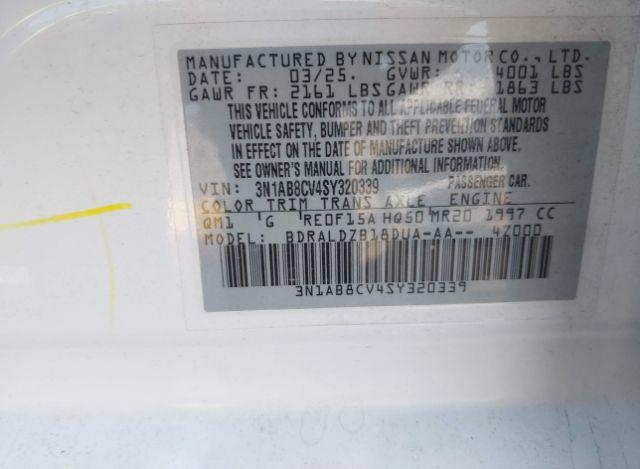 MANUFACTURED BY NISSAN MOTOR CO., LTD.
DATE: 03/25. GVWR: 4001 LBS
GAWR FR: 2161 LBS GAWR RR: 1863 LBS
THIS VEHICLE CONFORMS TO ALL APPLICABLE FEDERAL MOTOR
VEHICLE SAFETY, BUMPER AND THEFT PREVENTION STANDARDS
IN EFFECT ON THE DATE OF MANUFACTURE SHOWN ABOVE.
SEE OWNER'S MANUAL FOR ADDITIONAL INFORMATION.
VIN: 3N1AB8CV4SY320339 PASSENGER CAR.
COLOR TRIM TRANS AXLE ENGINE
QM1 G RE0F15A HQ50 MR20 1997 CC
MODEL: BDRALDZB18DUA-AA-- 4Z000
3N1AB8CV4SY320339